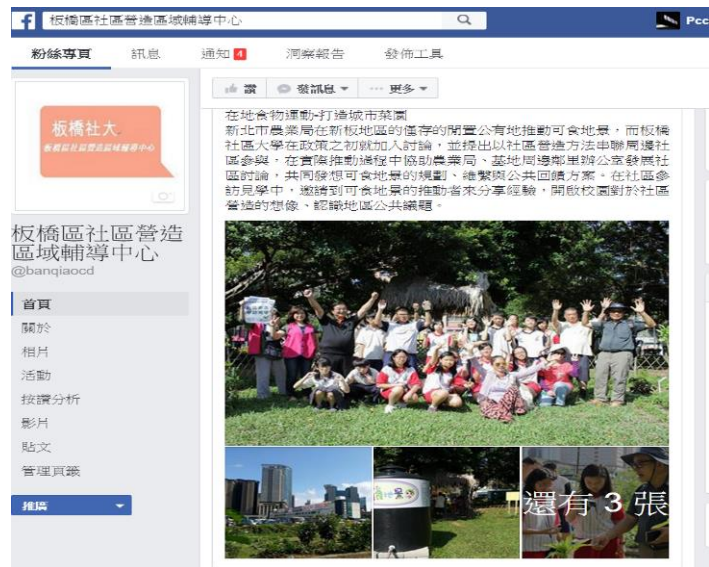 板橋區社區營造區域輔導中心
Pcc
粉絲專頁 訊息 通知 4 洞察報告 發佈工具
讚 發訊息 更多
板橋社大
板橋區社區營造區域輔導中心
板橋區社區營造
區域輔導中心
@banqiaocd
首頁
關於
相片
活動
按讚分析
影片
貼文
管理頁籤
推廣
在地食物運動-打造城市菜園
新北市農業局在新板地區的僅存的閒置公有地推動可食地景,而板橋
社區大學在政策之初就加入討論,並提出以社區營造方法串聯周邊社
區參與,在實際推動過程中協助農業局、基地周邊鄰里辦公室發展社
區討論,共同發想可食地景的規劃、維繫與公共回饋方案。在社區參
訪見學中,邀請到可食地景的推動者來分享經驗,開啟校園對於社區
營造的想像、認識地區公共議題。
還有 3 張